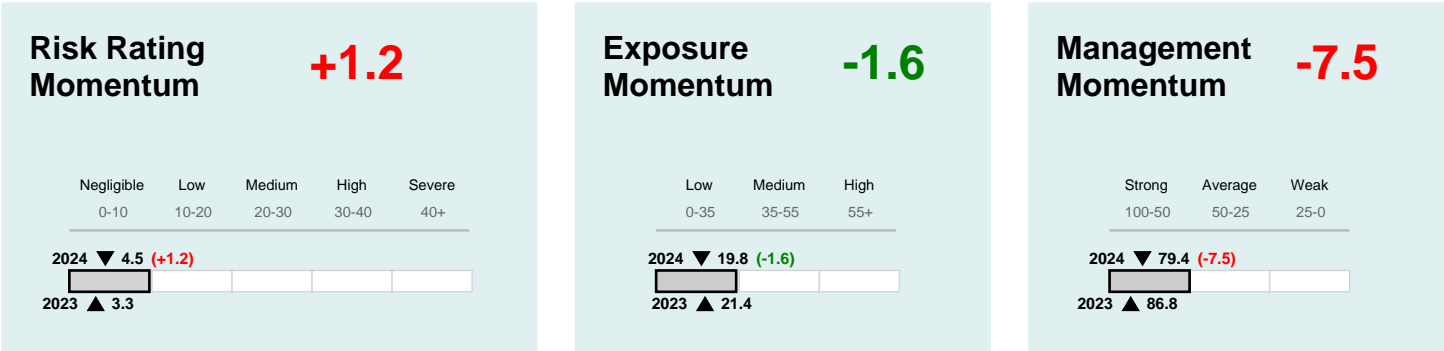 Risk Rating
Momentum
+1.2
Negligible Low Medium High Severe
0-10 10-20 20-30 30-40 40+
2024 4.5 (+1.2)
2023 3.3
Exposure
Momentum
-1.6
Low Medium High
0-35 35-55 55+
2024 19.8 (-1.6)
2023 21.4
Management
Momentum
-7.5
Strong Average Weak
100-50 50-25 25-0
2024 79.4 (-7.5)
2023 86.8